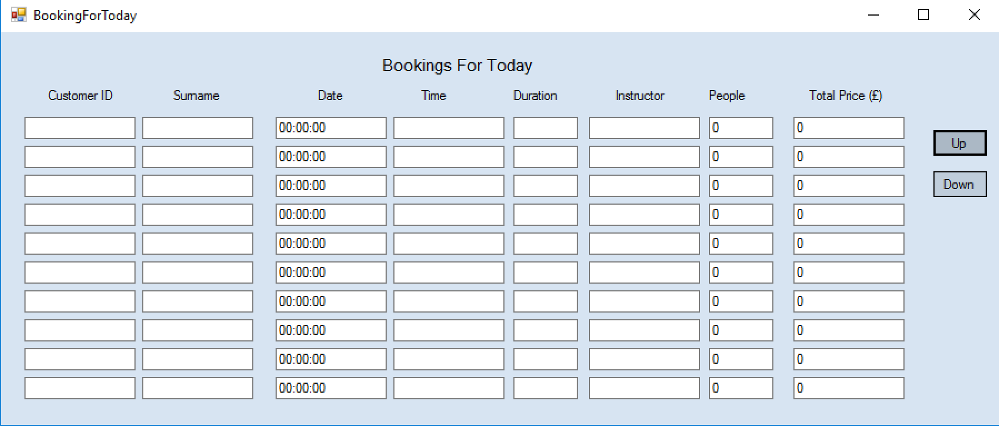 BookingForToday
Bookings For Today
Customer ID Surname Date Time Duration Instructor People Total Price (£)
00:00:00 0 0
Up
00:00:00 0 0
00:00:00 0 0
Down
00:00:00 0 0
00:00:00 0 0
00:00:00 0 0
00:00:00 0 0
00:00:00 0 0
00:00:00 0 0
00:00:00 0 0